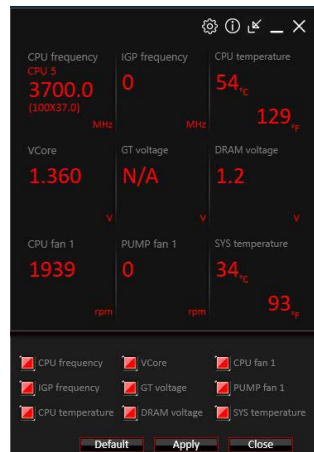 CPU frequency IGP frequency CPU temperature
CPU 5
3700.0 0 54 °C
(100X37.0)
MHz MHz 129 °F
VCore GT voltage DRAM voltage
1.360 N/A 1.2
V V V
CPU fan 1 PUMP fan 1 SYS temperature
1939 0 34 °C
rpm rpm 93 °F
CPU frequency VCore CPU fan 1
IGP frequency GT voltage PUMP fan 1
CPU temperature DRAM voltage SYS temperature
Default Apply Close